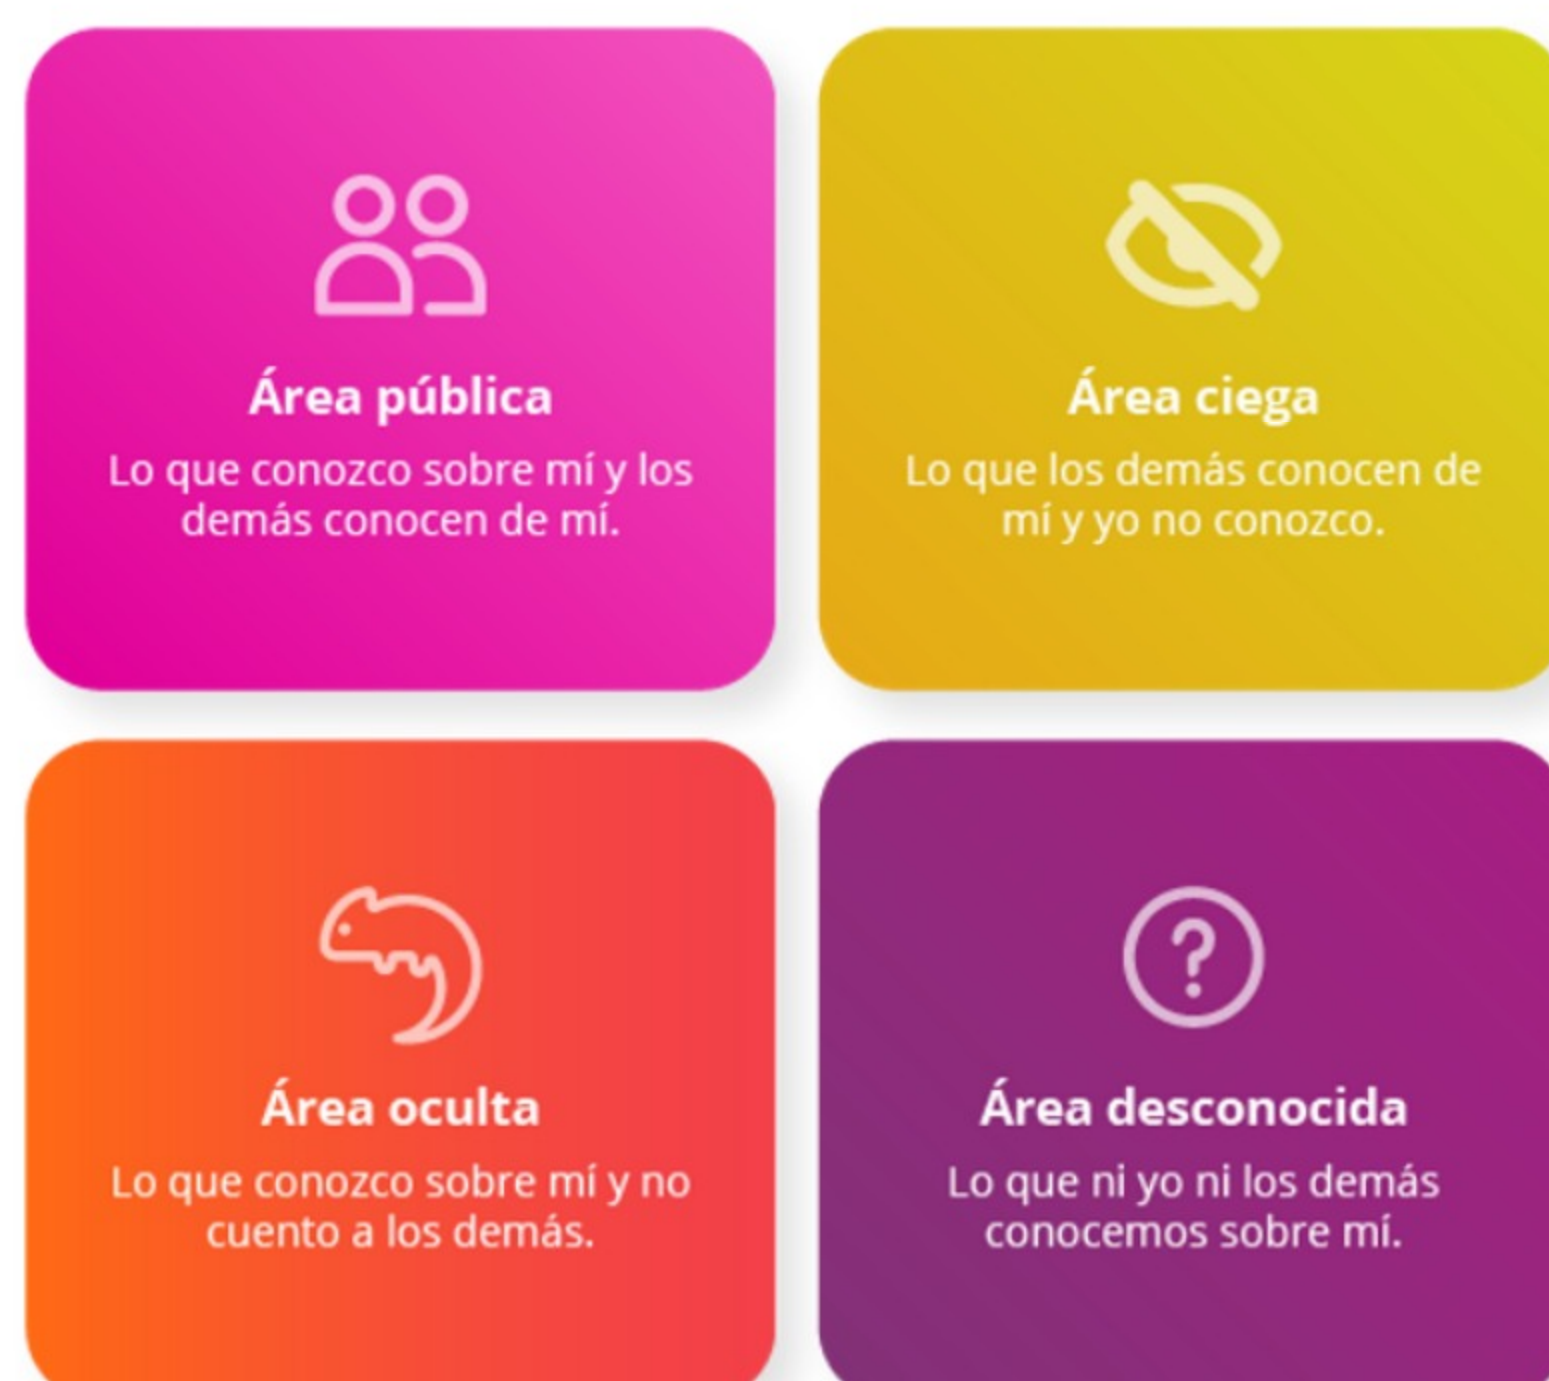 Área pública
Lo que conozco sobre mí y los
demás conocen de mí.
Área ciega
Lo que los demás conocen de
mí y yo no conozco.
Área oculta
Lo que conozco sobre mí y no
cuento a los demás.
Área desconocida
Lo que ni yo ni los demás
conocemos sobre mí.